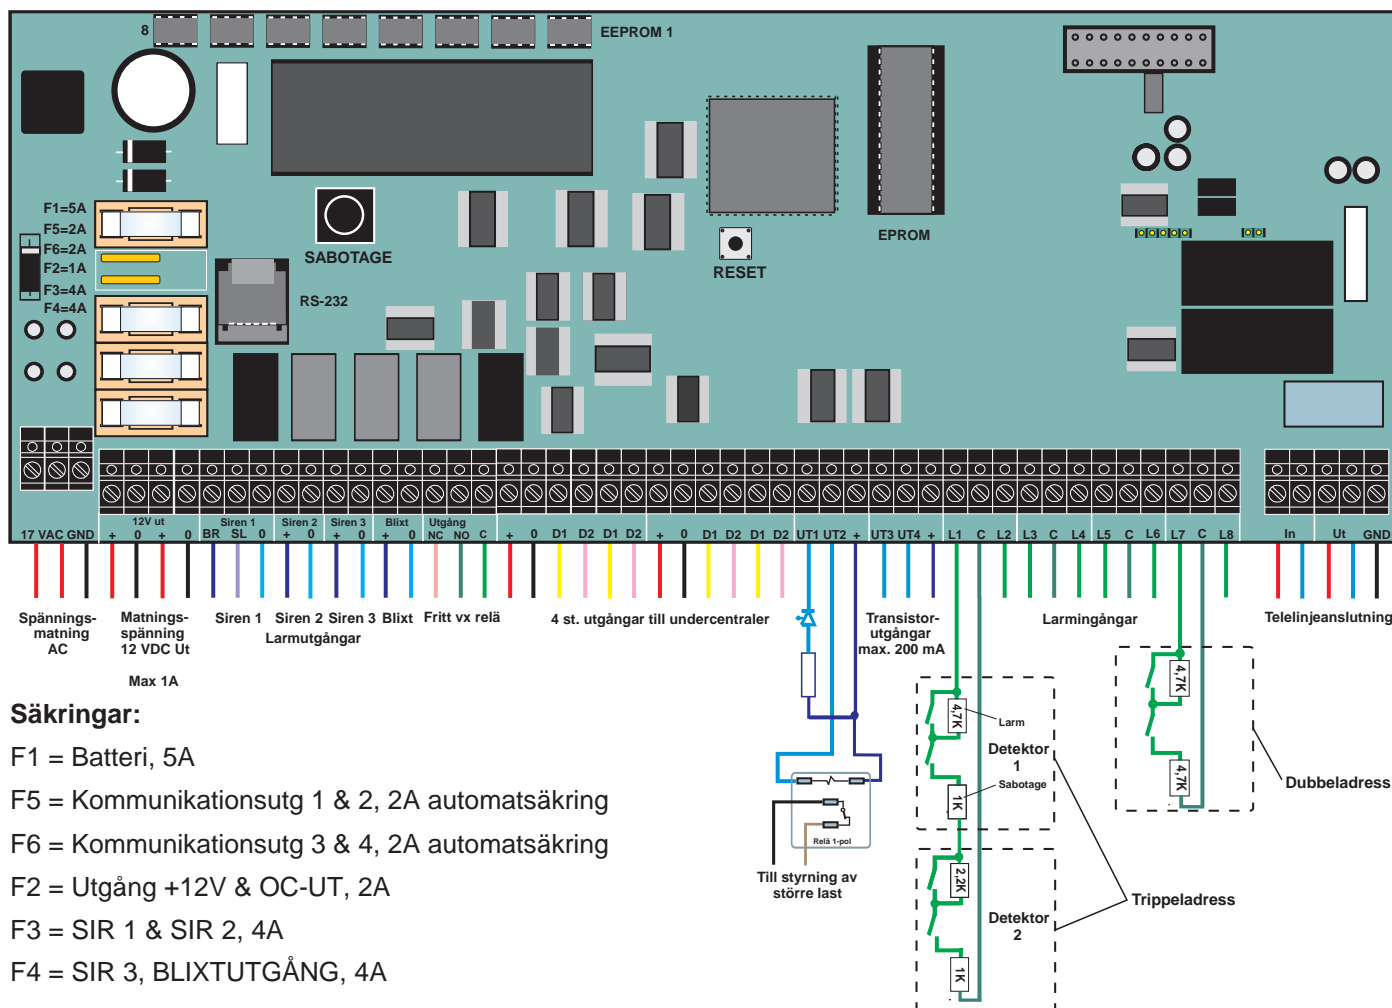 8
EEPROM 1
F1=5A
F5=2A
F6=2A
F2=1A
F3=4A
F4=4A
SABOTAGE
RS-232
RESET
EPROM
12V ut
Siren 1
Siren 2
Siren 3
Blixt
Utgång
17 VAC GND
+ 0 + 0
BR SL 0
+ 0
+ 0
+ 0
NC NO C
+ 0 D1 D2 D1 D2
+ 0 D1 D2 D1 D2
UT1 UT2 +
UT3 UT4 +
L1 C L2
L3 C L4
L5 C L6
L7 C L8
In
Ut
GND
Spännings-
matning
AC
Matnings-
spänning
12 VDC Ut
Max 1A
Siren 1
Siren 2
Siren 3
Blixt
Larmutgångar
Fritt vx relä
4 st. utgångar till undercentraler
Transistor-
utgångar
max. 200 mA
Larmingångar
Telelinjeanslutning
4,7K
Larm
Detektor
1
Sabotage
1K
2,2K
Detektor
2
1K
4,7K
4,7K
Dubbeladress
Trippeladress
Relä 1-pol
Till styrning av
större last
Säkringar:
F1 = Batteri, 5A
F5 = Kommunikationsutg 1 & 2, 2A automatsäkring
F6 = Kommunikationsutg 3 & 4, 2A automatsäkring
F2 = Utgång +12V & OC-UT, 2A
F3 = SIR 1 & SIR 2, 4A
F4 = SIR 3, BLIXTUTGÅNG, 4A